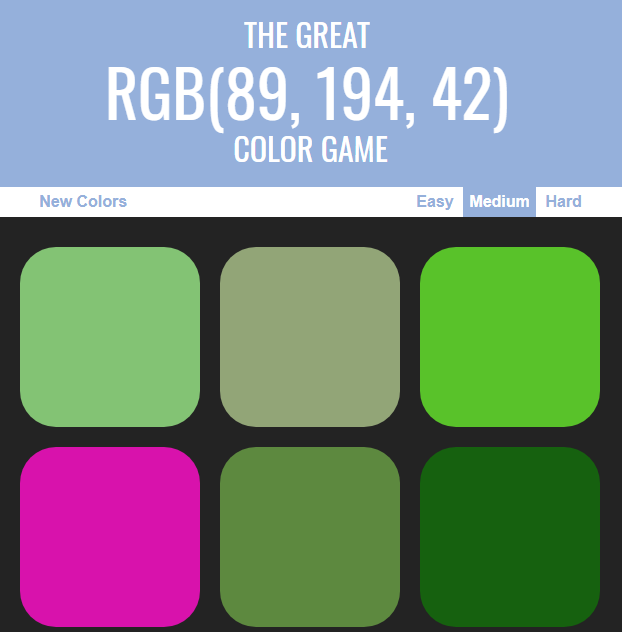 THE GREAT
RGB(89, 194, 42)
COLOR GAME
New Colors Easy Medium Hard